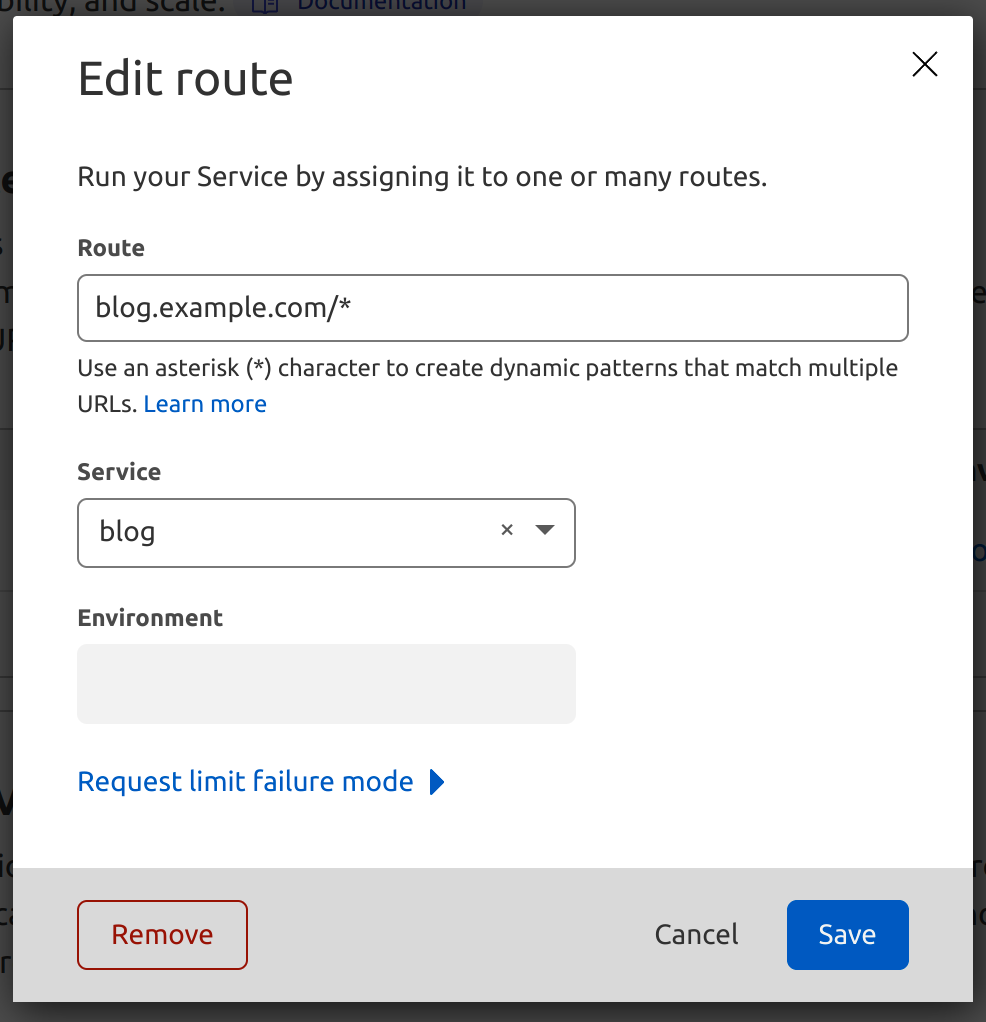 bility, and scale. Documentation
Edit route
Run your Service by assigning it to one or many routes.
Route
blog.example.com/*
Use an asterisk (*) character to create dynamic patterns that match multiple
URLs. Learn more
Service
blog
Environment
Request limit failure mode
Remove Cancel Save